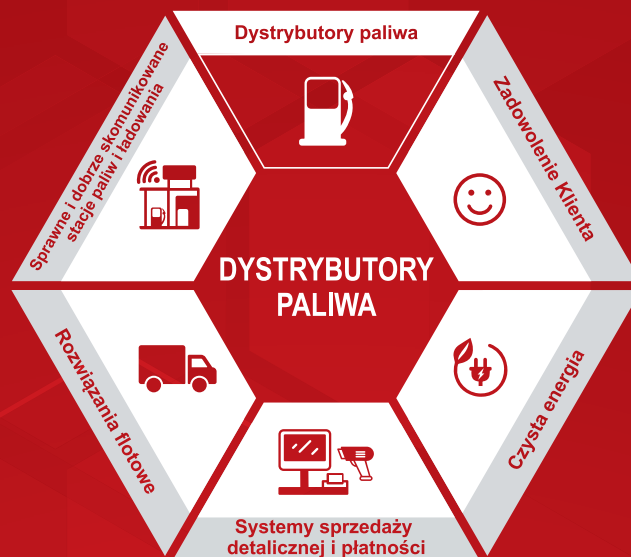 Dystrybutory paliwa
Sprawne i dobrze skomunikowane
stacje paliw i ładowania
Zadowolenie Klienta
DYSTRYBUTORY
PALIWA
Rozwiązania flotowe
Czysta energia
Systemy sprzedaży
detalicznej i płatności